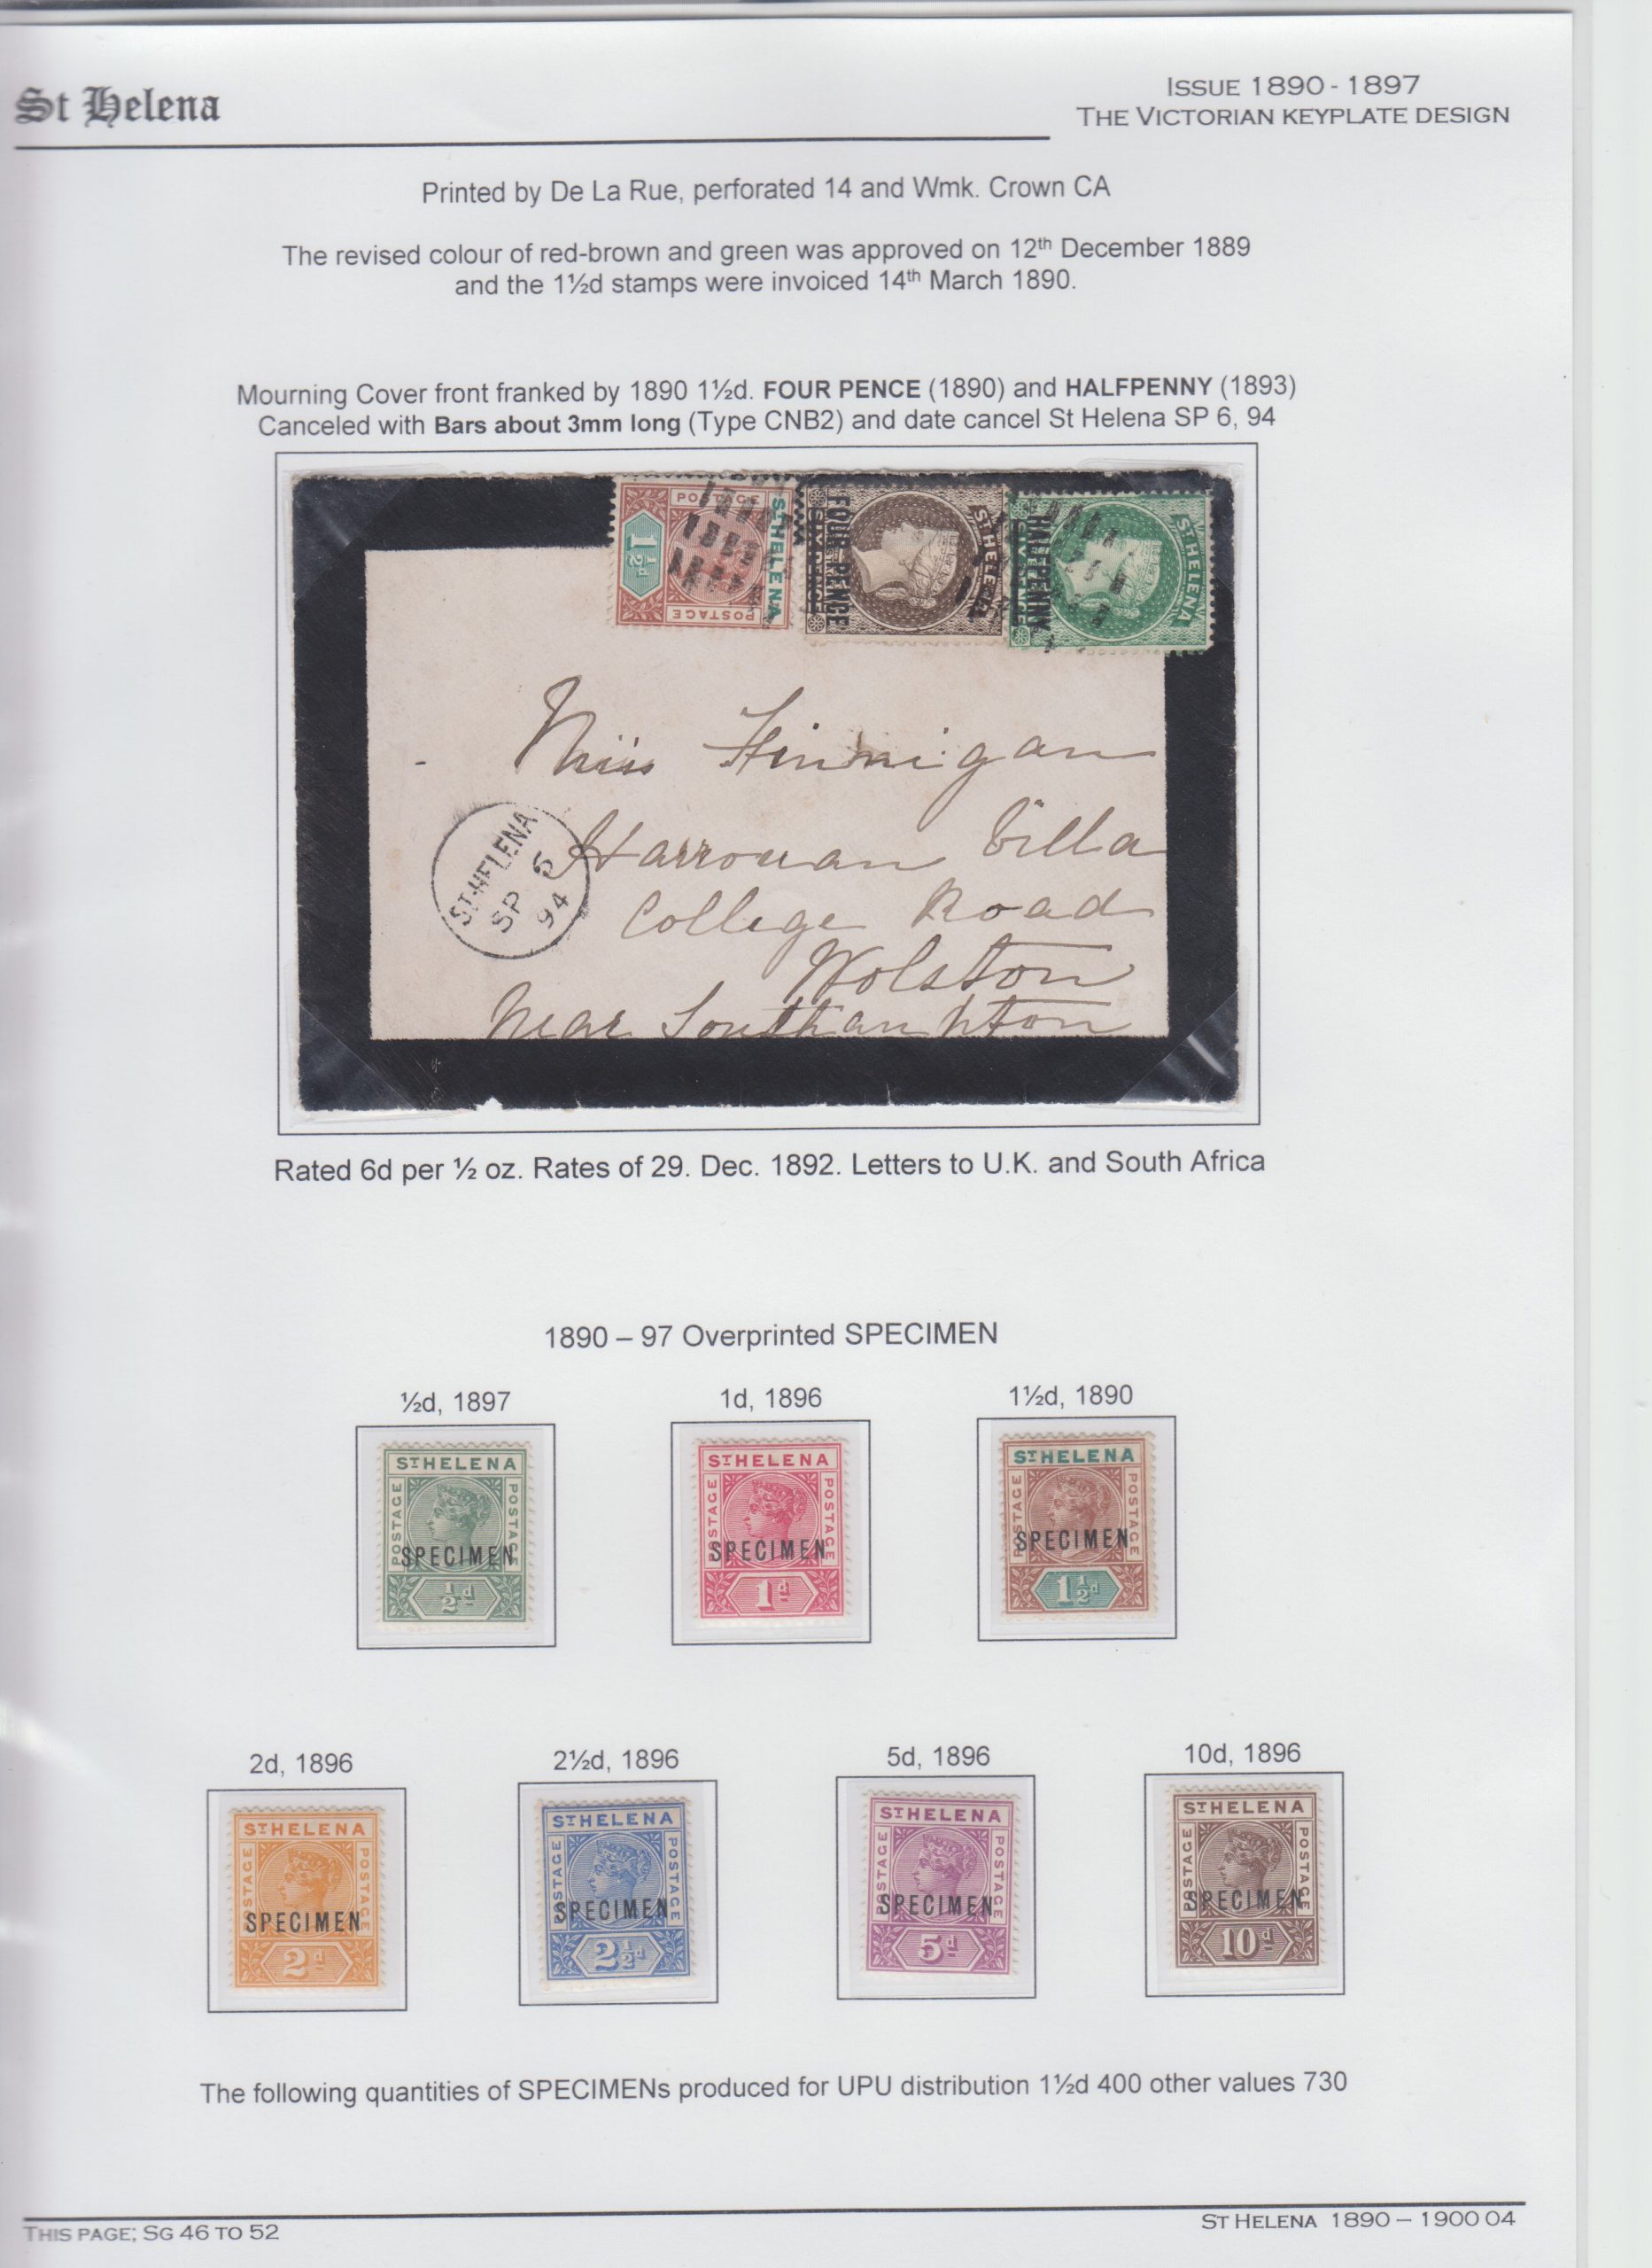 St Helena
ISSUE 1890 - 1897
THE VICTORIAN KEYPLATE DESIGN
Printed by De La Rue, perforated 14 and Wmk. Crown CA
The revised colour of red-brown and green was approved on 12th December 1889
and the 1½d stamps were invoiced 14th March 1890.
Mourning Cover front franked by 1890 1½d. FOUR PENCE (1890) and HALFPENNY (1893)
Canceled with Bars about 3mm long (Type CNB2) and date cancel St Helena SP 6, 94
POSTAGE
ST HELENA
1½d
POSTAGE
FOUR PENCE
SIXPENCE
ST HELENA
HALFPENNY
SIXPENCE
ST HELENA
Miss Finnigan
Villa
College Road
Wolston
Near Southampton
ST. HELENA
SP 6
94
Rated 6d per ½ oz. Rates of 29. Dec. 1892. Letters to U.K. and South Africa
1890 – 97 Overprinted SPECIMEN
½d, 1897
1d, 1896
1½d, 1890
ST HELENA
POSTAGE
POSTAGE
SPECIMEN
½d
ST HELENA
POSTAGE
POSTAGE
SPECIMEN
1d
ST HELENA
POSTAGE
POSTAGE
SPECIMEN
1½d
2d, 1896
2½d, 1896
5d, 1896
10d, 1896
ST HELENA
POSTAGE
POSTAGE
SPECIMEN
2d
ST HELENA
POSTAGE
POSTAGE
SPECIMEN
2½d
ST HELENA
POSTAGE
POSTAGE
SPECIMEN
5d
ST HELENA
POSTAGE
POSTAGE
SPECIMEN
10d
The following quantities of SPECIMENs produced for UPU distribution 1½d 400 other values 730
THIS PAGE; SG 46 TO 52
ST HELENA 1890 – 1900 04